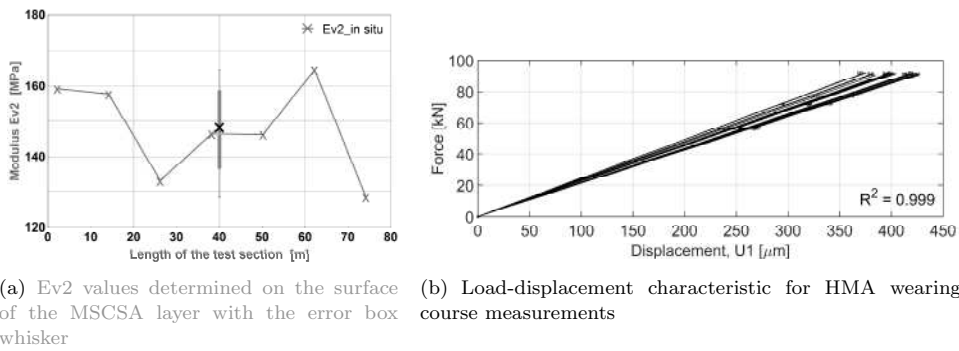 180
160
140
120
Modulus Ev2 [MPa]
Ev2_in situ
0 10 20 30 40 50 60 70 80
Length of the test section [m]
100
80
60
40
20
0
Force [kN]
R² = 0.999
0 50 100 150 200 250 300 350 400 450
Displacement, U1 [μm]
(a) Ev2 values determined on the surface
of the MSCSA layer with the error box
whisker
(b) Load-displacement characteristic for HMA wearing
course measurements